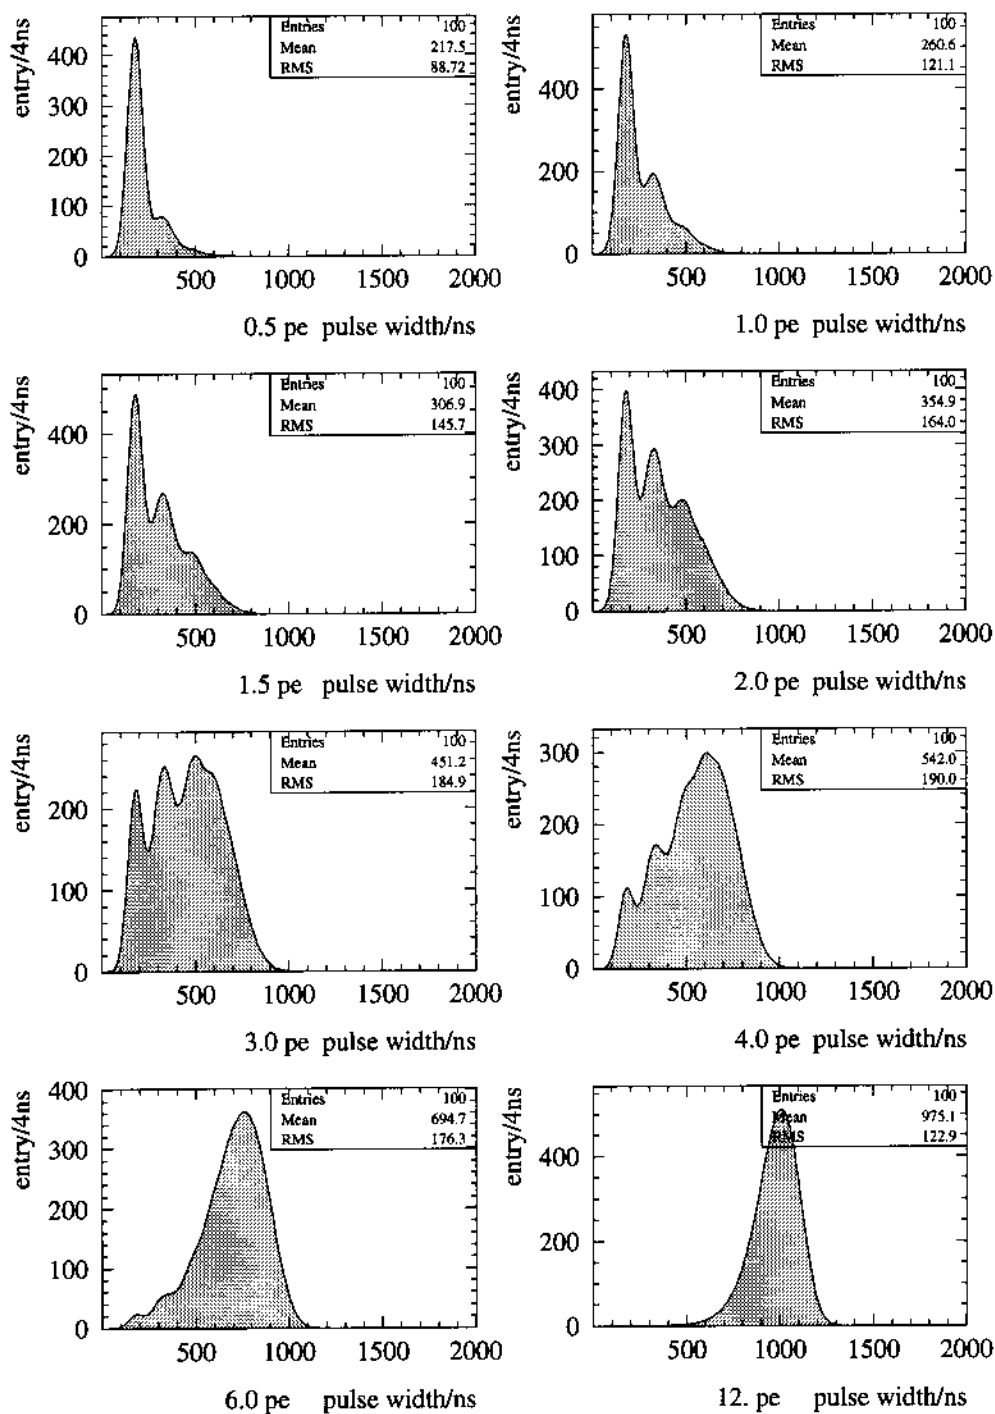 entry/4ns
Entries 100
Mean 217.5
RMS 88.72
400
300
200
100
0
500 1000 1500 2000
0.5 pe pulse width/ns
entry/4ns
Entries 100
Mean 260.6
RMS 121.1
400
200
0
500 1000 1500 2000
1.0 pe pulse width/ns
entry/4ns
Entries 100
Mean 306.9
RMS 145.7
400
200
0
500 1000 1500 2000
1.5 pe pulse width/ns
entry/4ns
Entries 100
Mean 354.9
RMS 164.0
400
300
200
100
0
500 1000 1500 2000
2.0 pe pulse width/ns
entry/4ns
Entries 100
Mean 451.2
RMS 184.9
200
100
0
500 1000 1500 2000
3.0 pe pulse width/ns
entry/4ns
Entries 100
Mean 542.0
RMS 190.0
300
200
100
0
500 1000 1500 2000
4.0 pe pulse width/ns
entry/4ns
Entries 100
Mean 694.7
RMS 176.3
400
300
200
100
0
500 1000 1500 2000
6.0 pe pulse width/ns
entry/4ns
Entries 100
Mean 975.1
RMS 122.9
400
200
0
500 1000 1500 2000
12. pe pulse width/ns